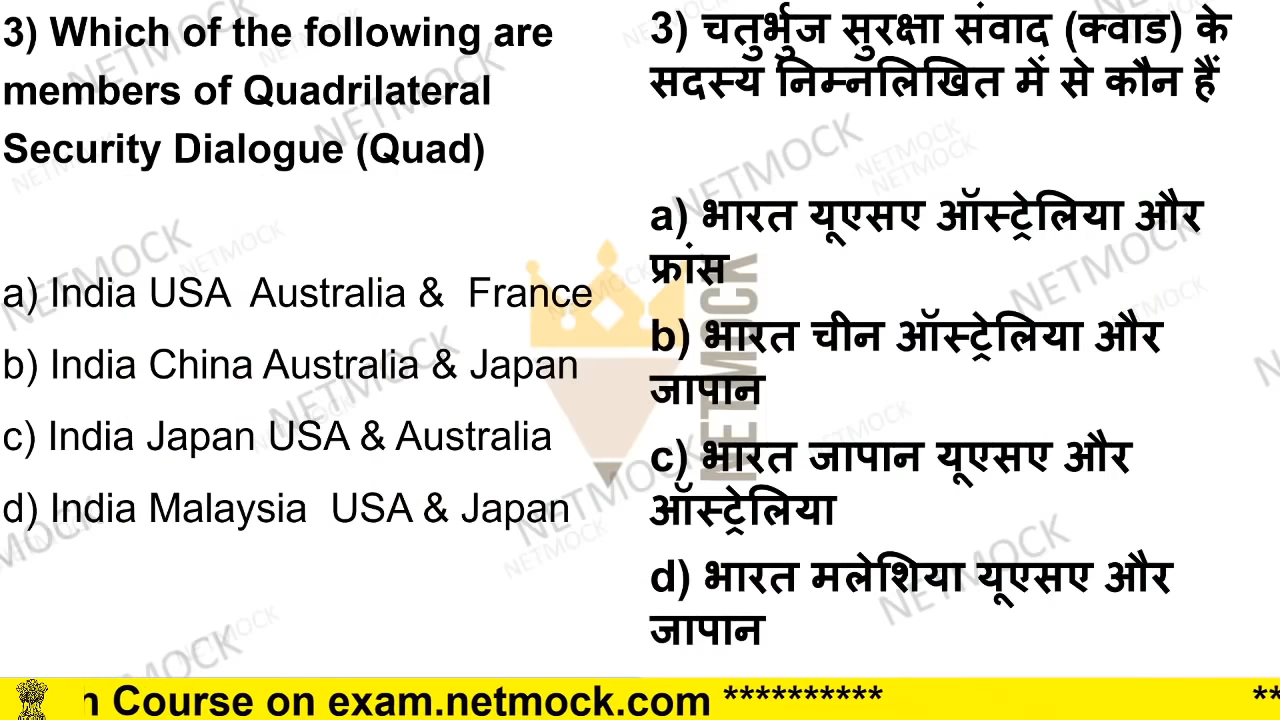 3) Which of the following are
members of Quadrilateral
Security Dialogue (Quad)
a) India USA Australia & France
b) India China Australia & Japan
c) India Japan USA & Australia
d) India Malaysia USA & Japan
3) चतुर्भुज सुरक्षा संवाद (क्वाड) के
सदस्य निम्नलिखित में से कौन हैं
a) भारत यूएसए ऑस्ट्रेलिया और
फ्रांस
b) भारत चीन ऑस्ट्रेलिया और
जापान
c) भारत जापान यूएसए और
ऑस्ट्रेलिया
d) भारत मलेशिया यूएसए और
जापान
NETMOCK
Course on exam.netmock.com ********** **